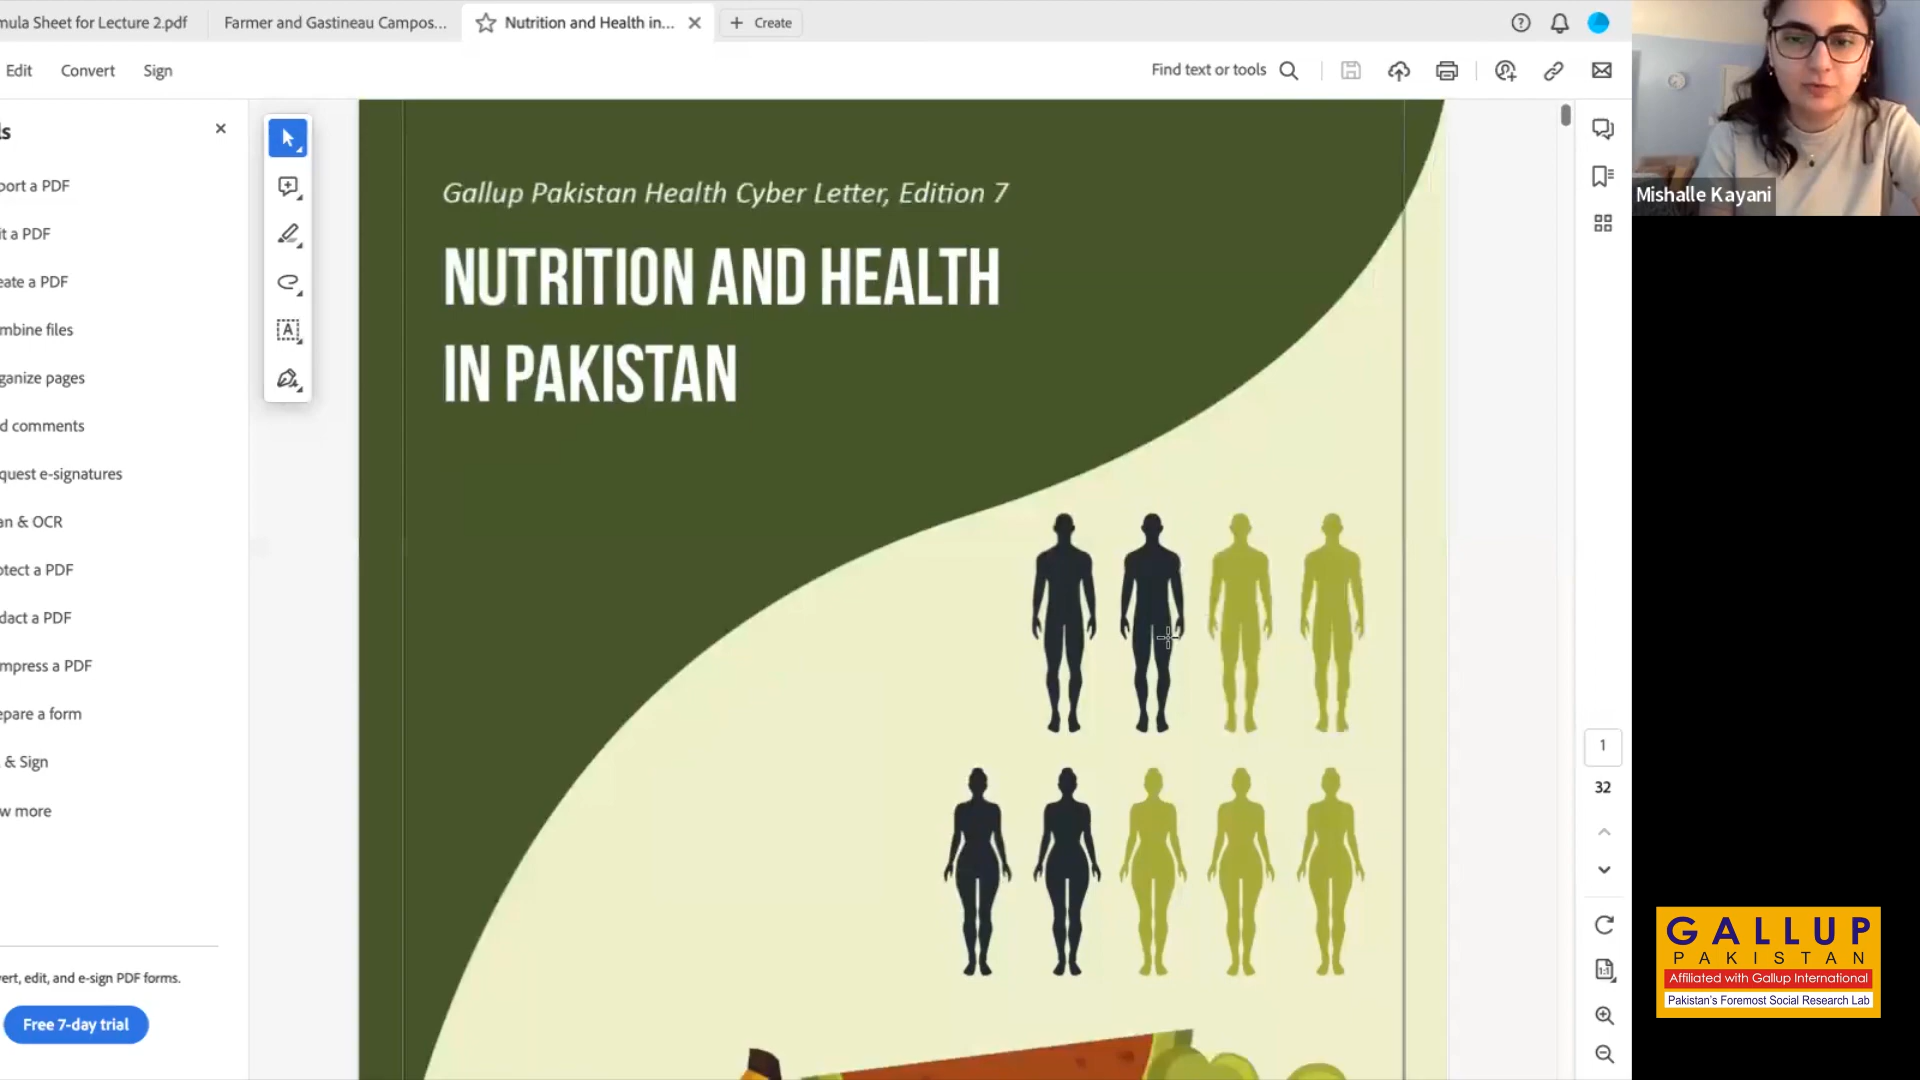 mula Sheet for Lecture 2.pdf
Farmer and Gastineau Campos...
Nutrition and Health in...
Create
Edit
Convert
Sign
Find text or tools
ls
port a PDF
it a PDF
eate a PDF
mbine files
ganize pages
d comments
quest e-signatures
an & OCR
otect a PDF
dact a PDF
mpress a PDF
epare a form
& Sign
w more
vert, edit, and e-sign PDF forms.
Free 7-day trial
Gallup Pakistan Health Cyber Letter, Edition 7
NUTRITION AND HEALTH
IN PAKISTAN
1
32
Mishalle Kayani
GALLUP
PAKISTAN
Affiliated with Gallup International
Pakistan's Foremost Social Research Lab